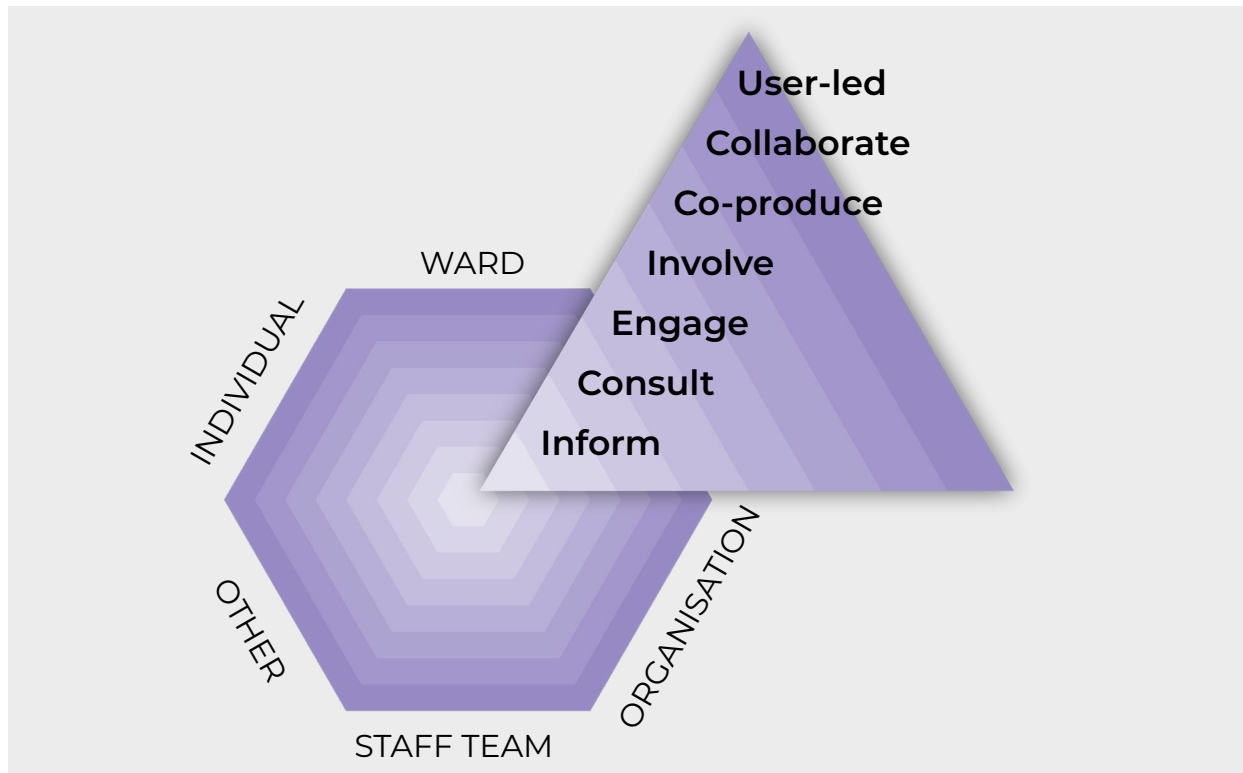 User-led
Collaborate
Co-produce
Involve
Engage
Consult
Inform
WARD
INDIVIDUAL
OTHER
STAFF TEAM
ORGANISATION